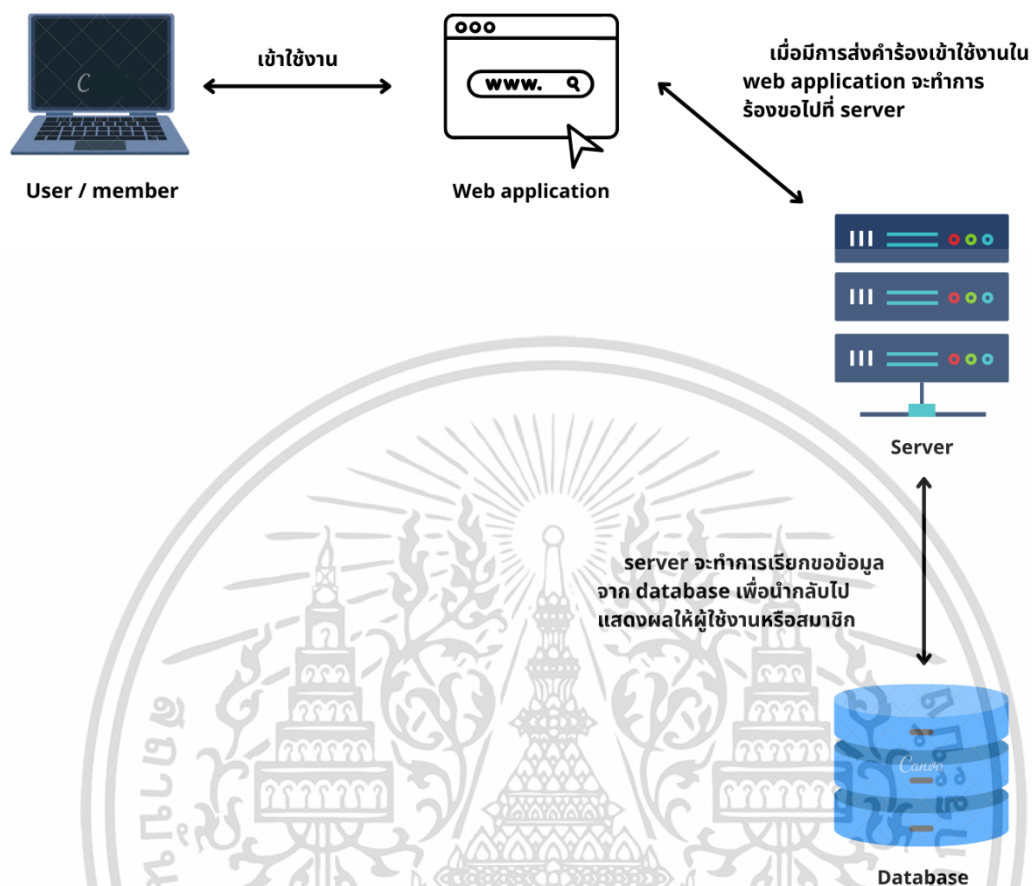 เข้าใช้งาน
www.
เมื่อมีการส่งคำร้องเข้าใช้งานใน
web application จะทำการ
ร้องขอไปที่ server
User / member
Web application
Server
server จะทำการเรียกขอข้อมูล
จาก database เพื่อนำกลับไป
แสดงผลให้ผู้ใช้งานหรือสมาชิก
Canva
Database